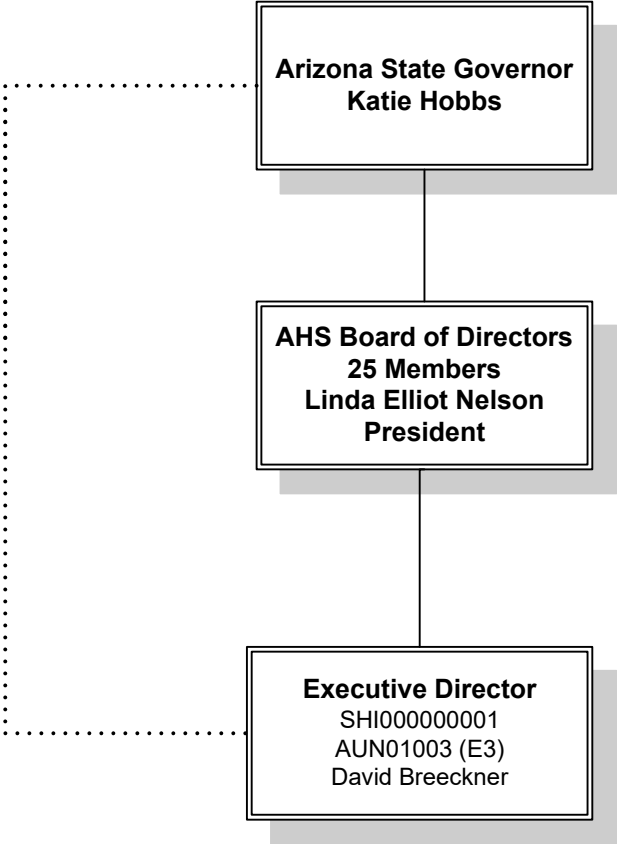 Arizona State Governor
Katie Hobbs
AHS Board of Directors
25 Members
Linda Elliot Nelson
President
Executive Director
SHI000000001
AUN01003 (E3)
David Breeckner